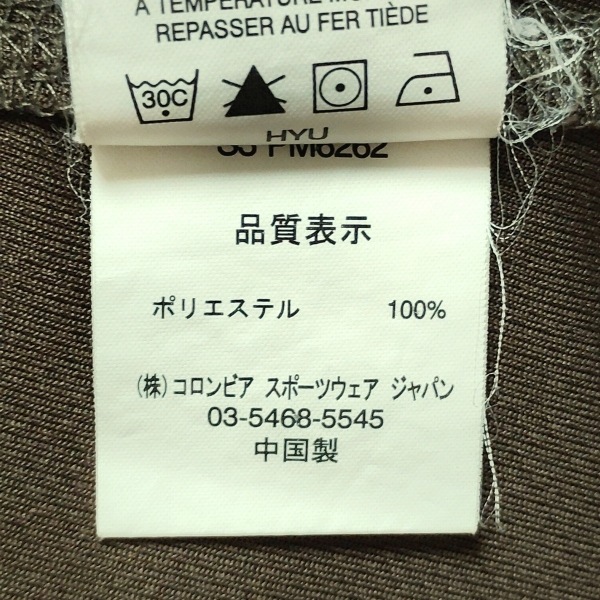 REPASSER AU FER TIÈDE
30C
HYU
PM6262
品質表示
ポリエステル 100%
(株)コロンビア スポーツウェア ジャパン
03-5468-5545
中国製